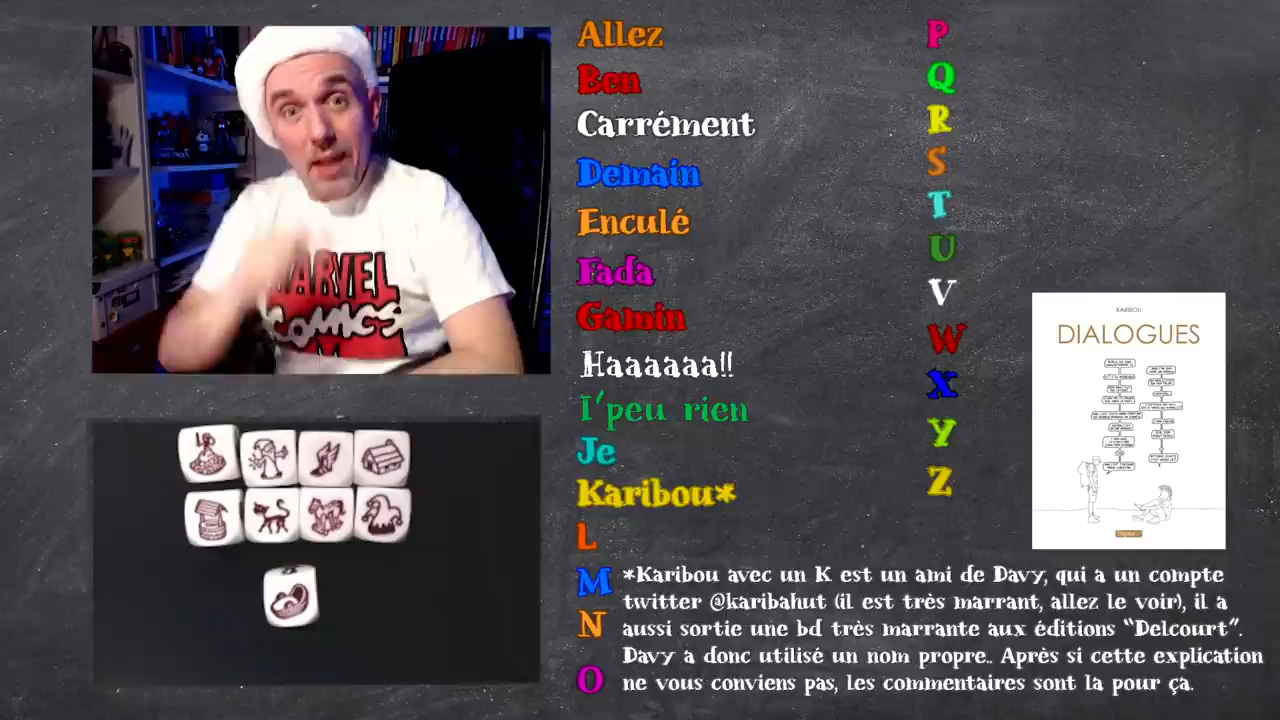 Allez
Ben
Carrément
Demain
Enculé
Fada
Gamin
Haaaaaa!!
I'peu rien
Je
Karibou*
L
M
N
O
P
Q
R
S
T
U
V
W
X
Y
Z
MARVEL
COMICS
KARIBOU
DIALOGUES
*Karibou avec un K est un ami de Davy, qui a un compte
twitter @karibahut (il est très marrant, allez le voir), il a
aussi sortie une bd très marrante aux éditions “Delcourt”.
Davy a donc utilisé un nom propre.. Après si cette explication
ne vous conviens pas, les commentaires sont la pour ça.